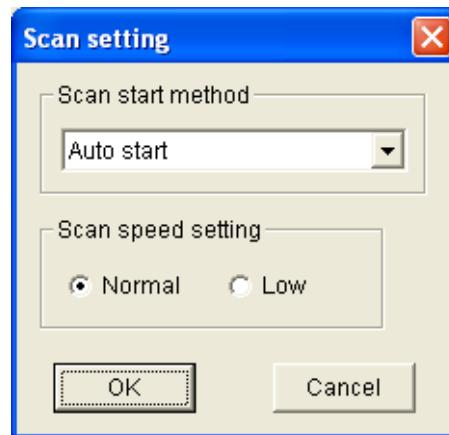 Scan setting
Scan start method
Auto start
Scan speed setting
Normal Low
OK Cancel